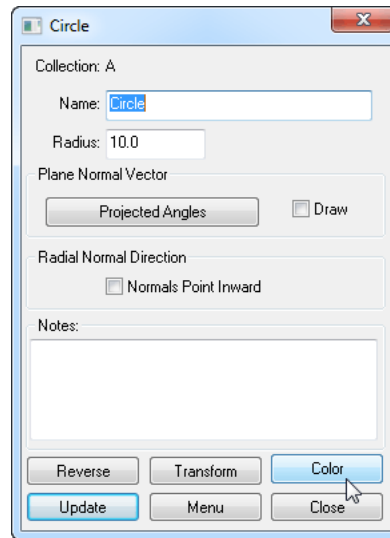 Circle
Collection: A
Name: Circle
Radius: 10.0
Plane Normal Vector
Projected Angles Draw
Radial Normal Direction
Normals Point Inward
Notes:
Reverse Transform Color
Update Menu Close